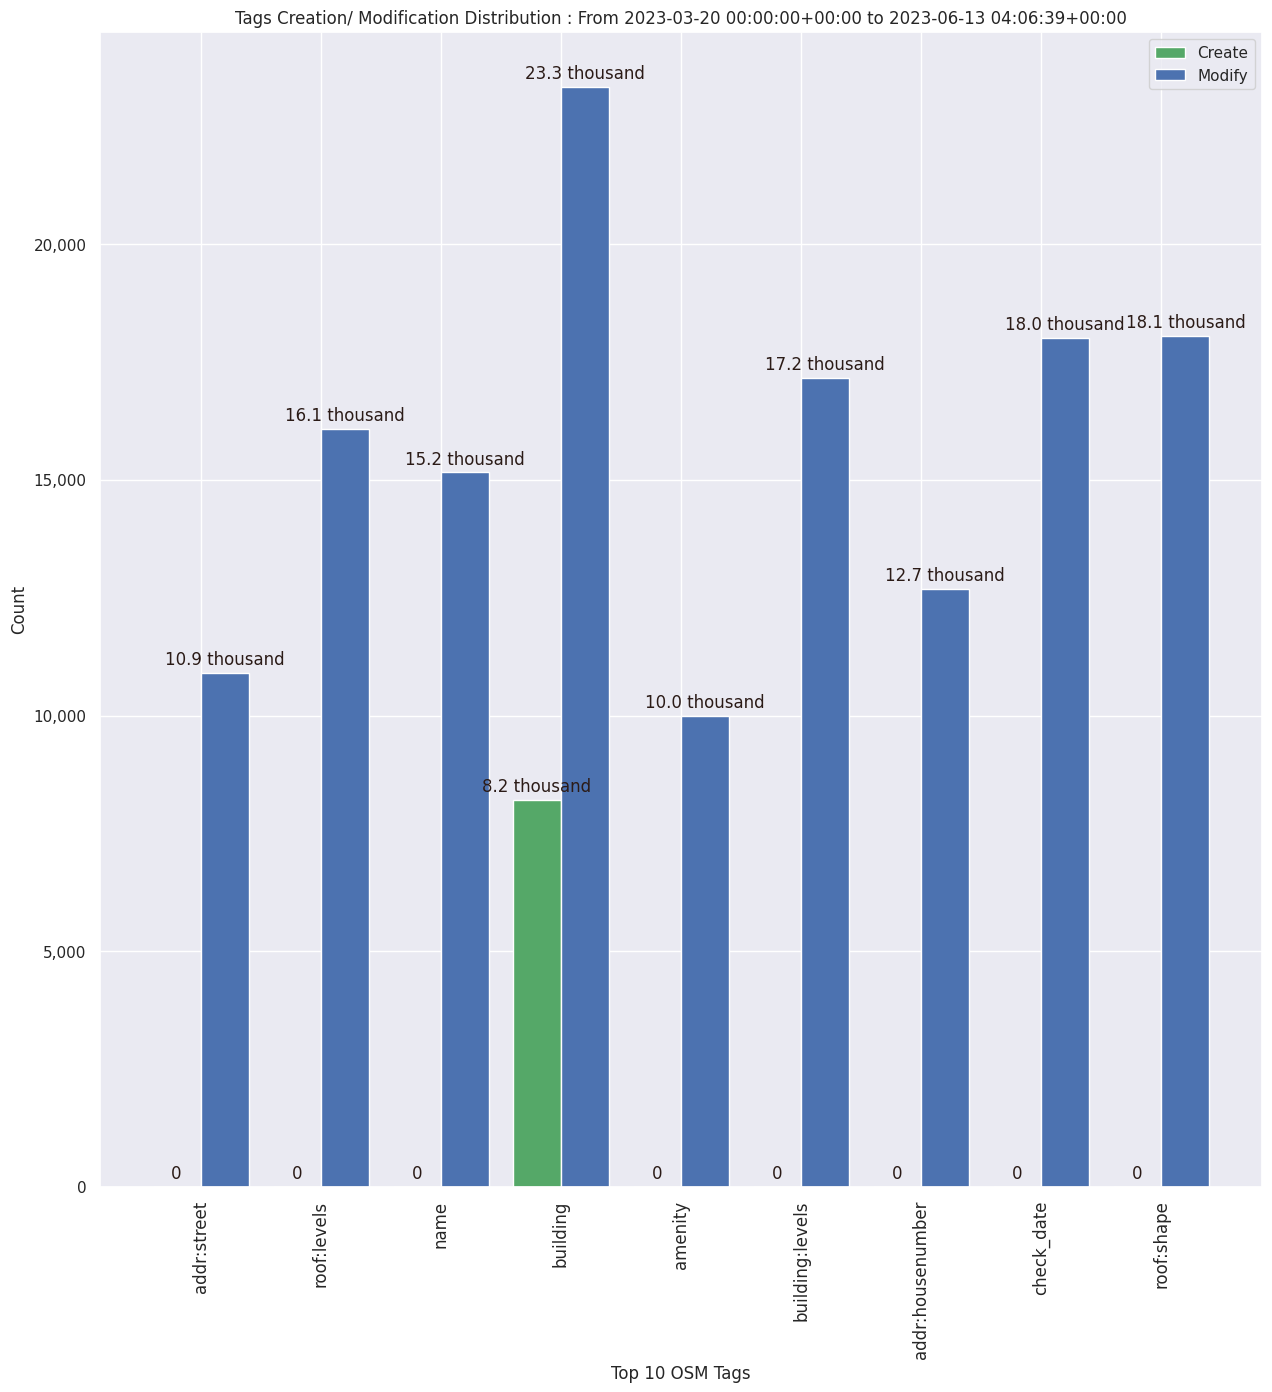 Tags Creation/ Modification Distribution : From 2023-03-20 00:00:00+00:00 to 2023-06-13 04:06:39+00:00
Create
Modify
23.3 thousand
20,000
18.0 thousand
18.1 thousand
17.2 thousand
16.1 thousand
15.2 thousand
15,000
12.7 thousand
Count
10.9 thousand
10,000
10.0 thousand
8.2 thousand
5,000
0
0
0
0
0
0
0
0
0
addr:street
roof:levels
name
building
amenity
building:levels
addr:housenumber
check_date
roof:shape
Top 10 OSM Tags